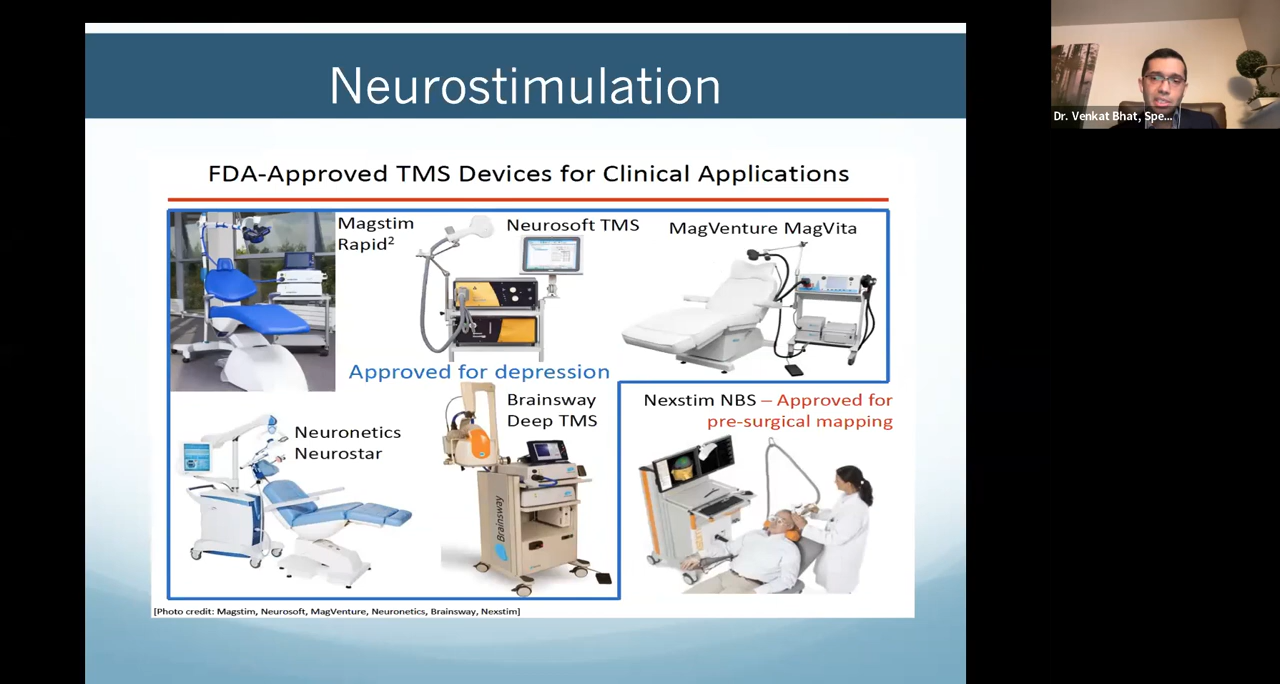 Neurostimulation
FDA-Approved TMS Devices for Clinical Applications
Magstim
Rapid²
Neurosoft TMS
MagVenture MagVita
Approved for depression
Neuronetics
Neurostar
Brainsway
Deep TMS
Brainsway
Nexstim NBS – Approved for
pre-surgical mapping
[Photo credit: Magstim, Neurosoft, MagVenture, Neuronetics, Brainsway, Nexstim]
Dr. Venkat Bhat, Spe...